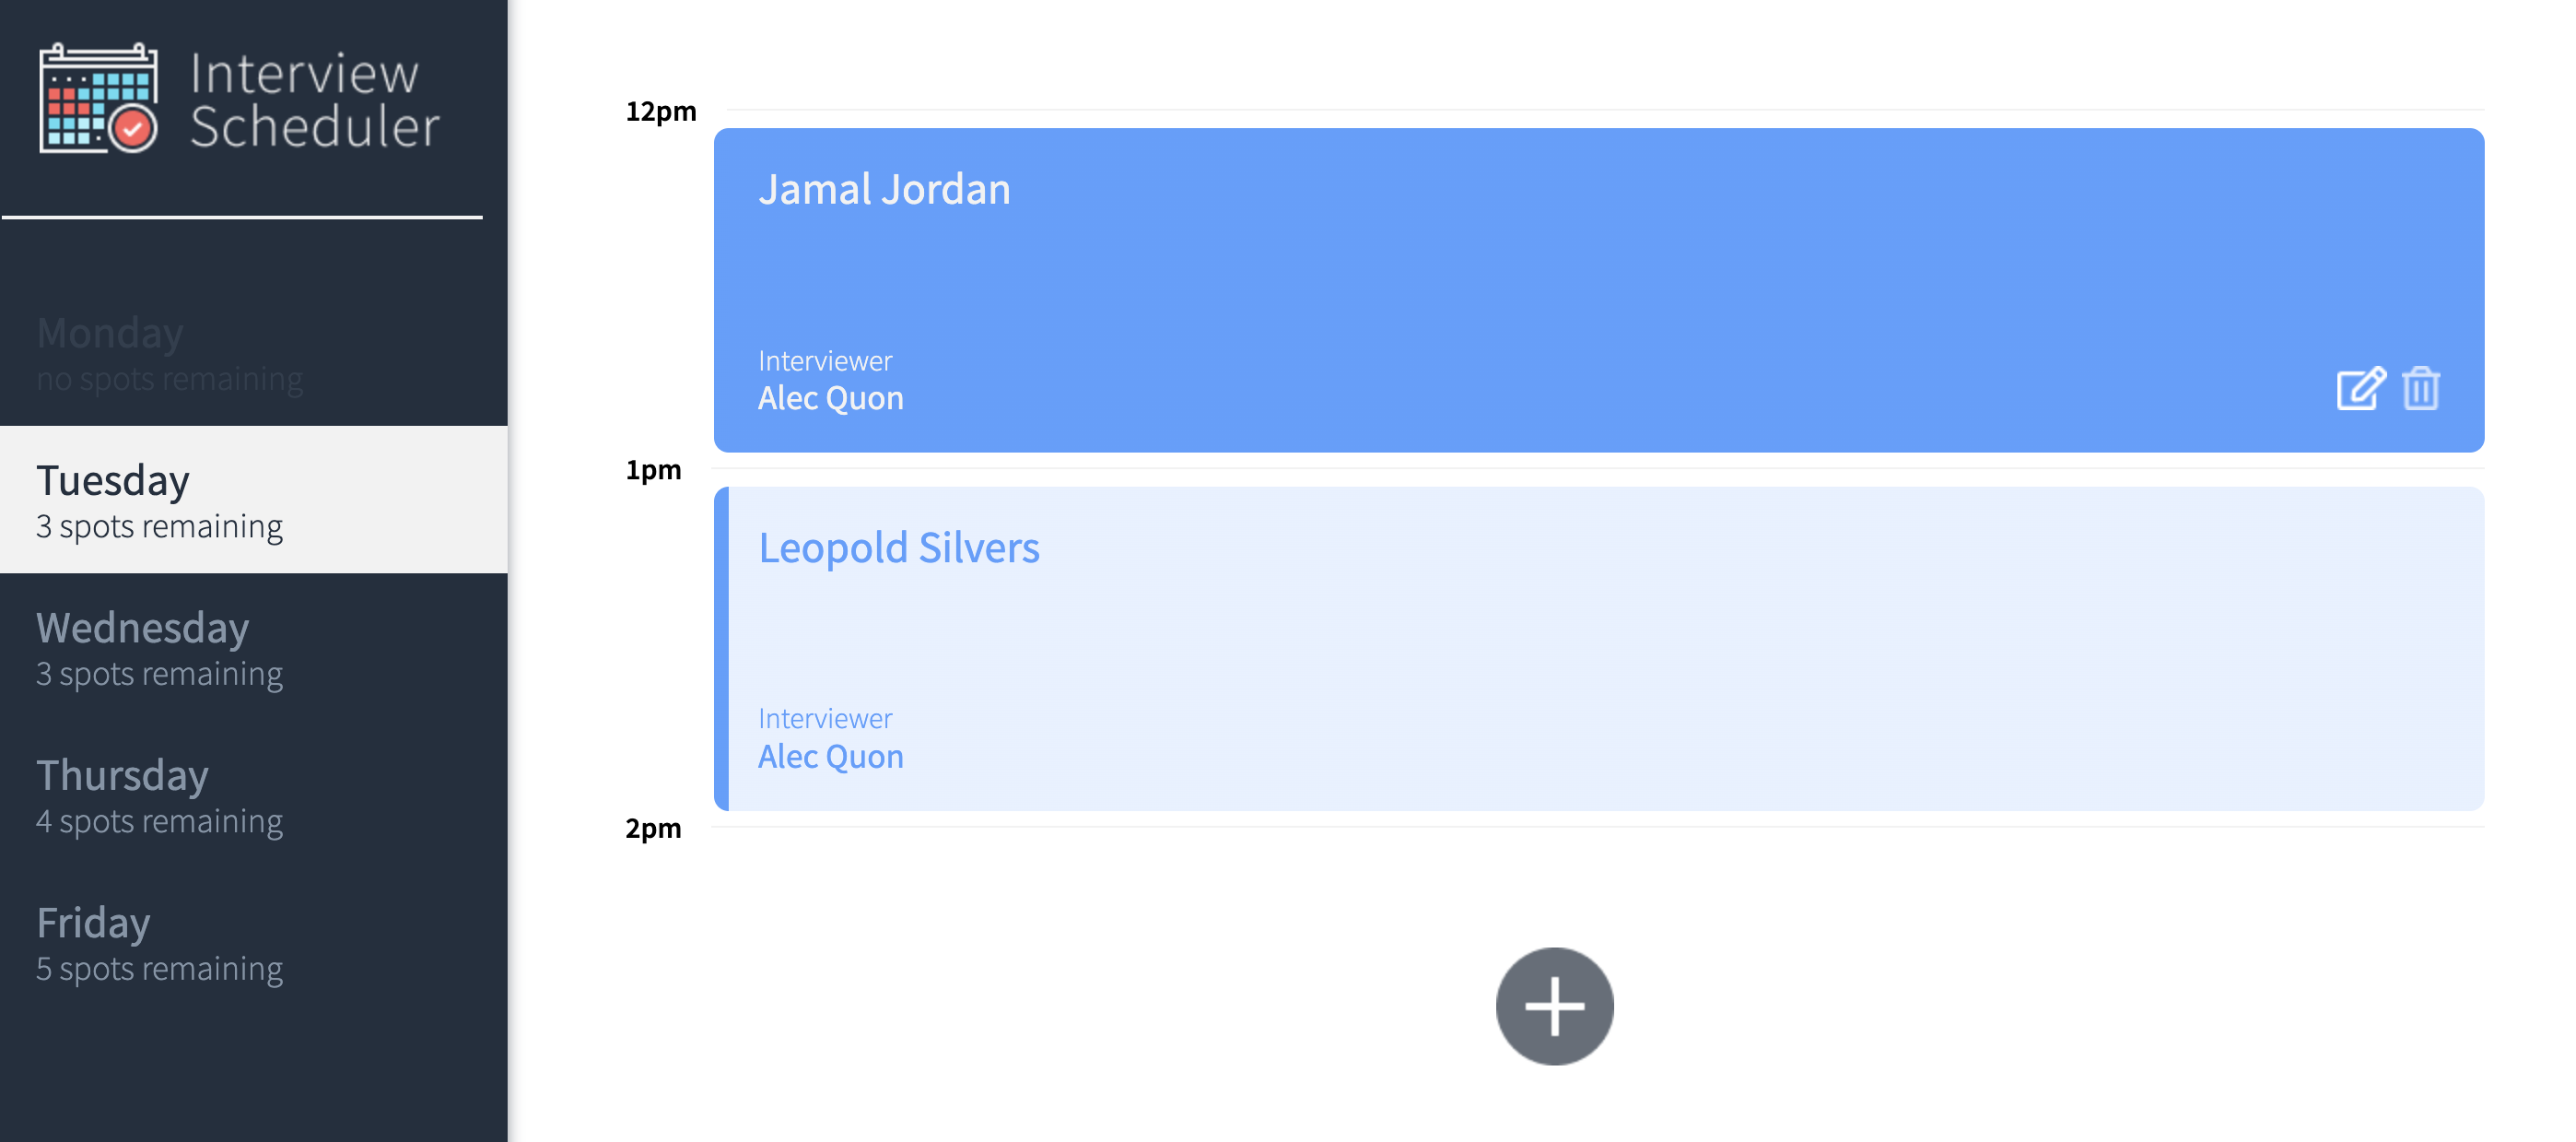 Interview
Scheduler
Monday
no spots remaining
Tuesday
3 spots remaining
Wednesday
3 spots remaining
Thursday
4 spots remaining
Friday
5 spots remaining
12pm
Jamal Jordan
Interviewer
Alec Quon
1pm
Leopold Silvers
Interviewer
Alec Quon
2pm